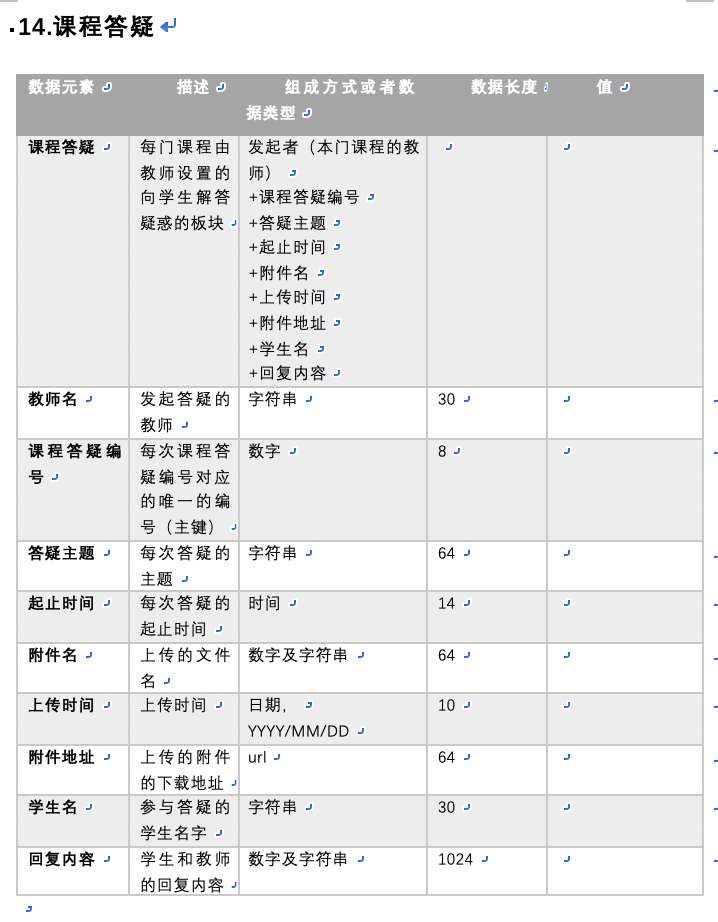 14.课程答疑
数据元素 描述 组成方式或者数 数据长度 值
据类型
课程答疑 每门课程由 发起者（本门课程的教
教师设置的 师）
向学生解答 +课程答疑编号
疑惑的板块 +答疑主题
+起止时间
+附件名
+上传时间
+附件地址
+学生名
+回复内容
教师名 发起答疑的 字符串 30
教师
课程答疑编 每次课程答 数字 8
号 疑编号对应
的唯一的编
号（主键）
答疑主题 每次答疑的 字符串 64
主题
起止时间 每次答疑的 时间 14
起止时间
附件名 上传的文件 数字及字符串 64
名
上传时间 上传时间 日期， 10
YYYY/MM/DD
附件地址 上传的附件 url 64
的下载地址
学生名 参与答疑的 字符串 30
学生名字
回复内容 学生和教师 数字及字符串 1024
的回复内容